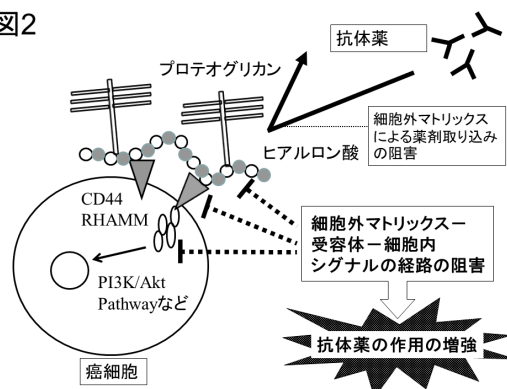 図2
抗体薬
プロテオグリカン
細胞外マトリックス
による薬剤取り込み
の阻害
ヒアルロン酸
CD44
RHAMM
細胞外マトリックスー
受容体ー細胞内
シグナルの経路の阻害
PI3K/Akt
Pathwayなど
抗体薬の作用の増強
癌細胞